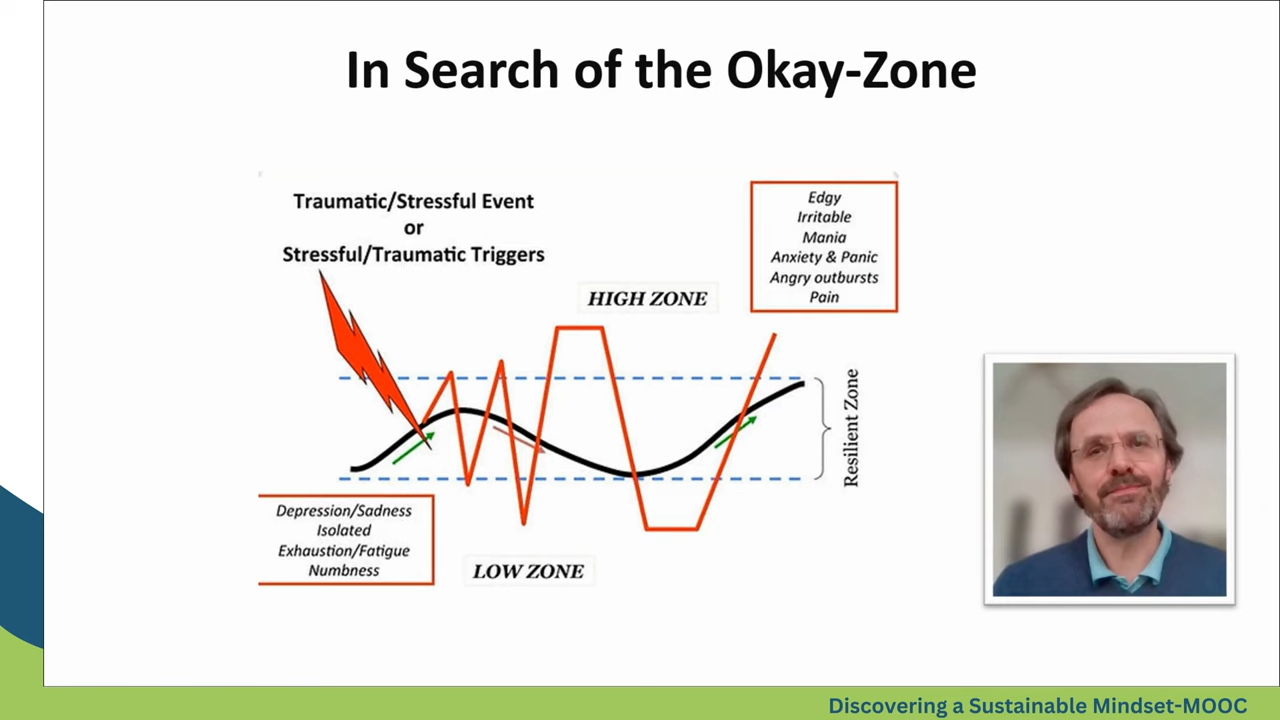 In Search of the Okay-Zone
Traumatic/Stressful Event
or
Stressful/Traumatic Triggers
Edgy
Irritable
Mania
Anxiety & Panic
Angry outbursts
Pain
HIGH ZONE
Resilient Zone
Depression/Sadness
Isolated
Exhaustion/Fatigue
Numbness
LOW ZONE
Discovering a Sustainable Mindset-MOOC